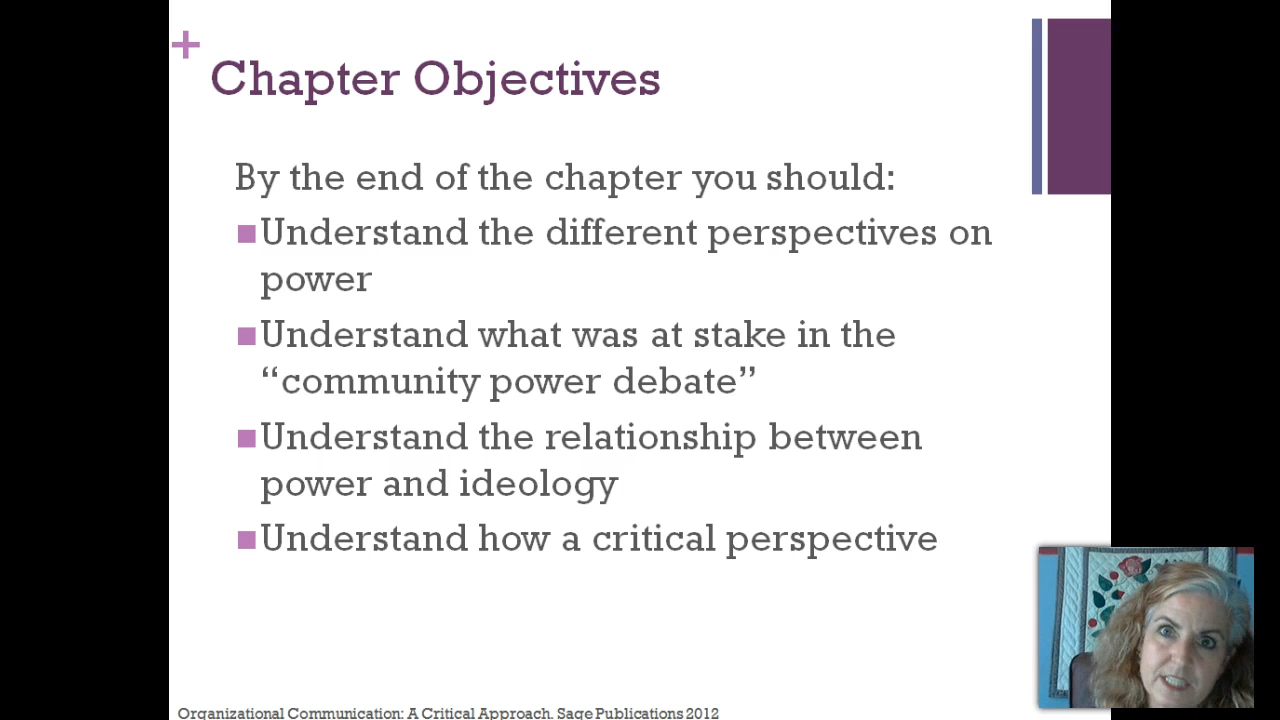 +
Chapter Objectives
By the end of the chapter you should:
Understand the different perspectives on
power
Understand what was at stake in the
“community power debate”
Understand the relationship between
power and ideology
Understand how a critical perspective
Organizational Communication: A Critical Approach. Sage Publications 2012